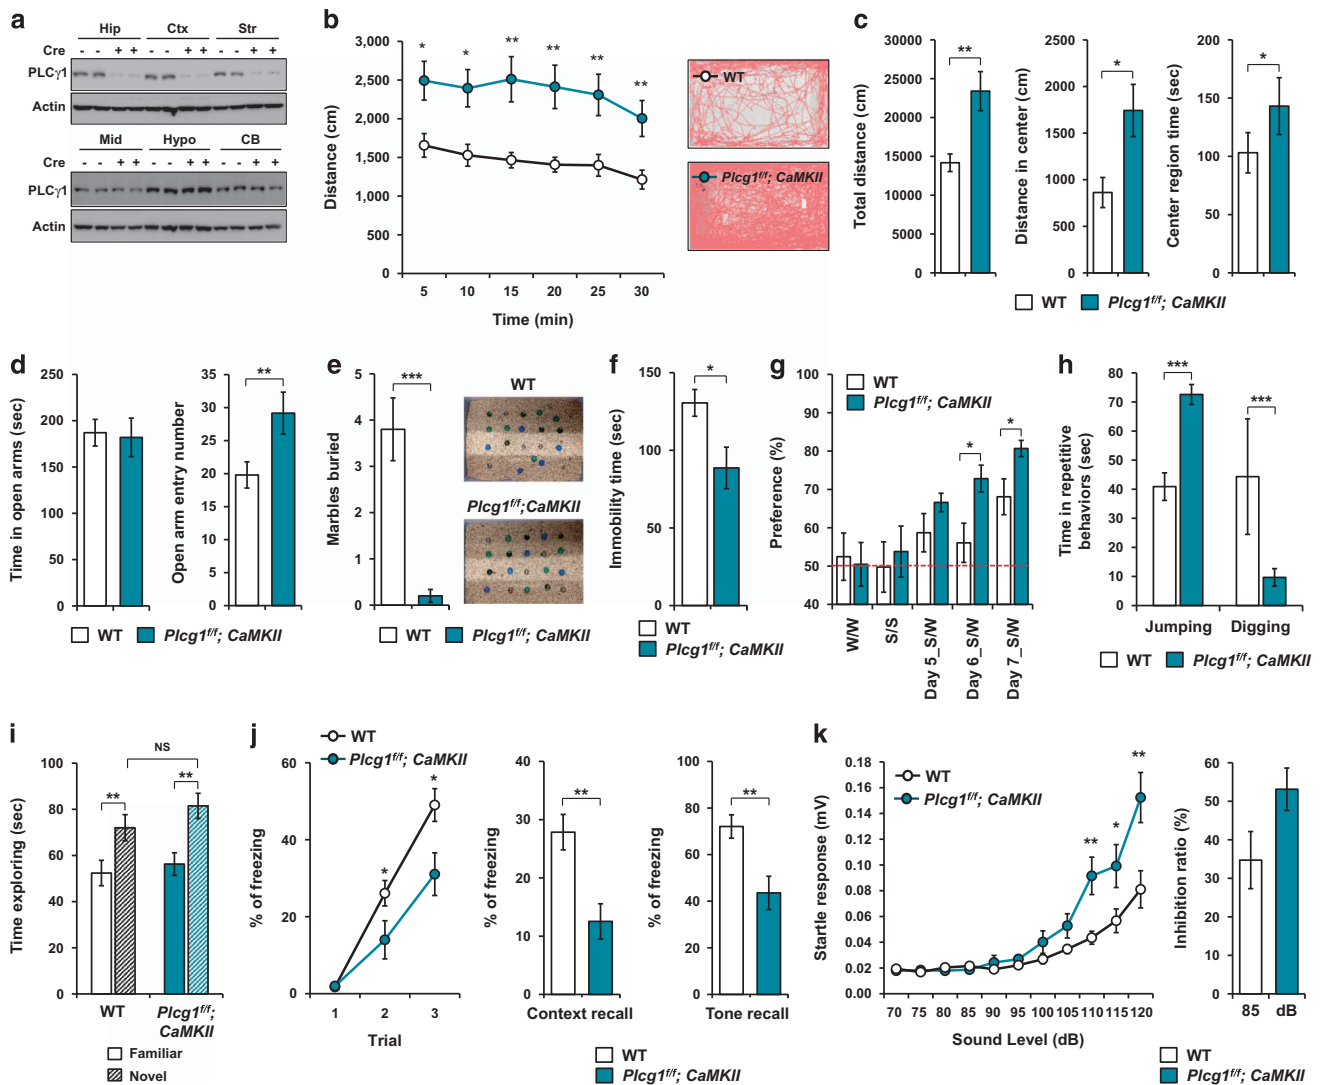 a
Hip Ctx Str
Cre - - + + - - + + - - + +
PLCγ1
Actin
Mid Hypo CB
Cre - - + + - - + + - - + +
PLCγ1
Actin
b
3,000
2,500
2,000
1,500
1,000
500
0
Distance (cm)
* * ** ** ** **
5 10 15 20 25 30
Time (min)
WT
Plcg1f/f; CaMKII
c
30000
25000
20000
15000
10000
5000
0
Total distance (cm)
**
2500
2000
1500
1000
500
0
Distance in center (cm)
*
200
150
100
50
0
Center region time (sec)
*
WT Plcg1f/f; CaMKII
d
250
200
150
100
50
0
Time in open arms (sec)
35
30
25
20
15
10
5
0
Open arm entry number
**
WT Plcg1f/f; CaMKII
e
5
4
3
2
1
0
Marbles buried
***
WT
Plcg1f/f;CaMKII
WT Plcg1f/f; CaMKII
f
150
100
50
0
Immobility time (sec)
*
WT
Plcg1f/f; CaMKII
g
100
90
80
70
60
50
40
Preference (%)
WT
Plcg1f/f; CaMKII
* *
W/W
S/S
Day 5_S/W
Day 6_S/W
Day 7_S/W
h
80
70
60
50
40
30
20
10
0
Time in repetitive
behaviors (sec)
*** ***
Jumping Digging
WT Plcg1f/f; CaMKII
i
100
80
60
40
20
0
Time exploring (sec)
NS
** **
WT Plcg1f/f;
CaMKII
Familiar
Novel
j
WT
Plcg1f/f; CaMKII
60
40
20
0
% of freezing
* *
1 2 3
Trial
40
30
20
10
0
% of freezing
**
Context recall
100
80
60
40
20
0
% of freezing
**
Tone recall
WT
Plcg1f/f; CaMKII
k
0.18
0.16
0.14
0.12
0.10
0.08
0.06
0.04
0.02
0.00
Startle response (mV)
WT
Plcg1f/f; CaMKII
** * **
70 75 80 85 90 95 100 105 110 115 120
Sound Level (dB)
60
50
40
30
20
10
0
Inhibition ratio (%)
85 dB
WT
Plcg1f/f; CaMKII